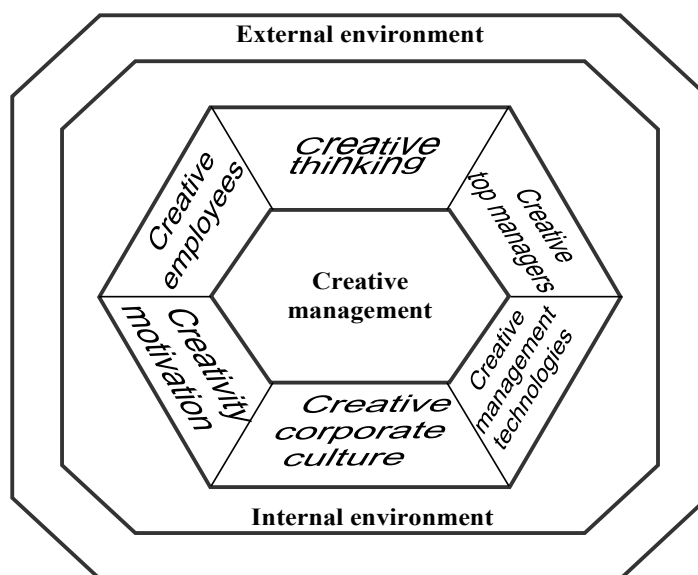 External environment
Creative
thinking
Creative
employees
Creative
top managers
Creative
management
Creativity
motivation
Creative
management
technologies
Creative
corporate
culture
Internal environment